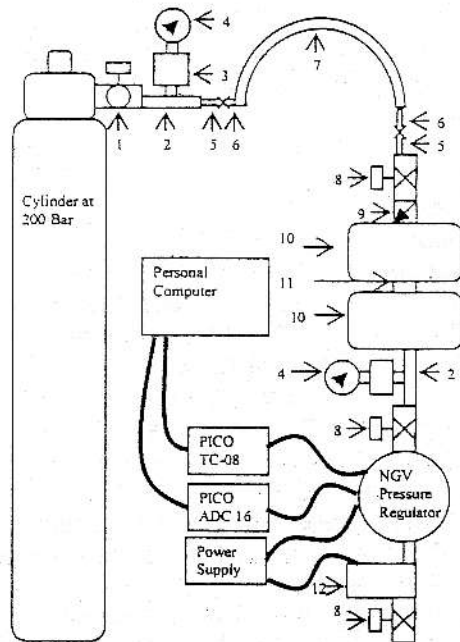 4
3
7
1
2
5
6
6
5
8
9
Cylinder at
200 Bar
10
Personal
Computer
11
10
4
2
8
PICO
TC-08
NGV
Pressure
Regulator
PICO
ADC 16
Power
Supply
12
8